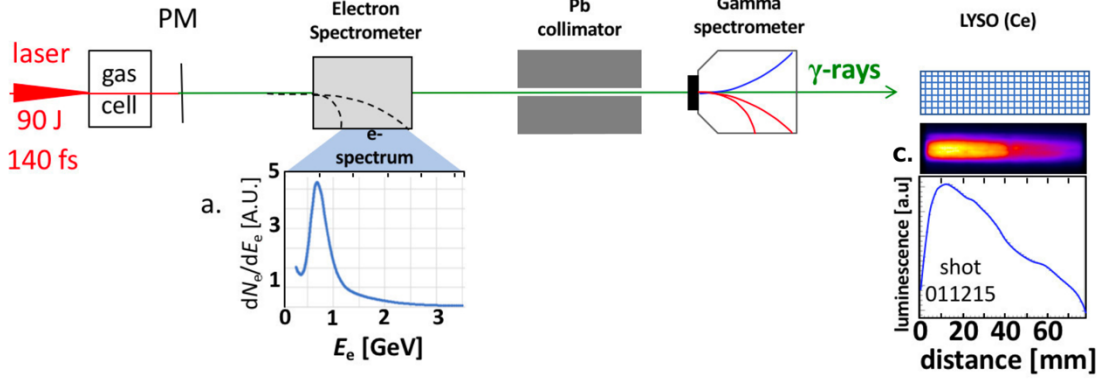 PM
Electron
Spectrometer
Pb
collimator
Gamma
spectrometer
LYSO (Ce)
laser
gas
cell
90 J
140 fs
γ-rays
e-
spectrum
a.
c.
dNe/dEe [A.U.]
5
3
1
0 1 2 3
Ee [GeV]
luminescence [a.u]
shot
011215
0 20 40 60
distance [mm]